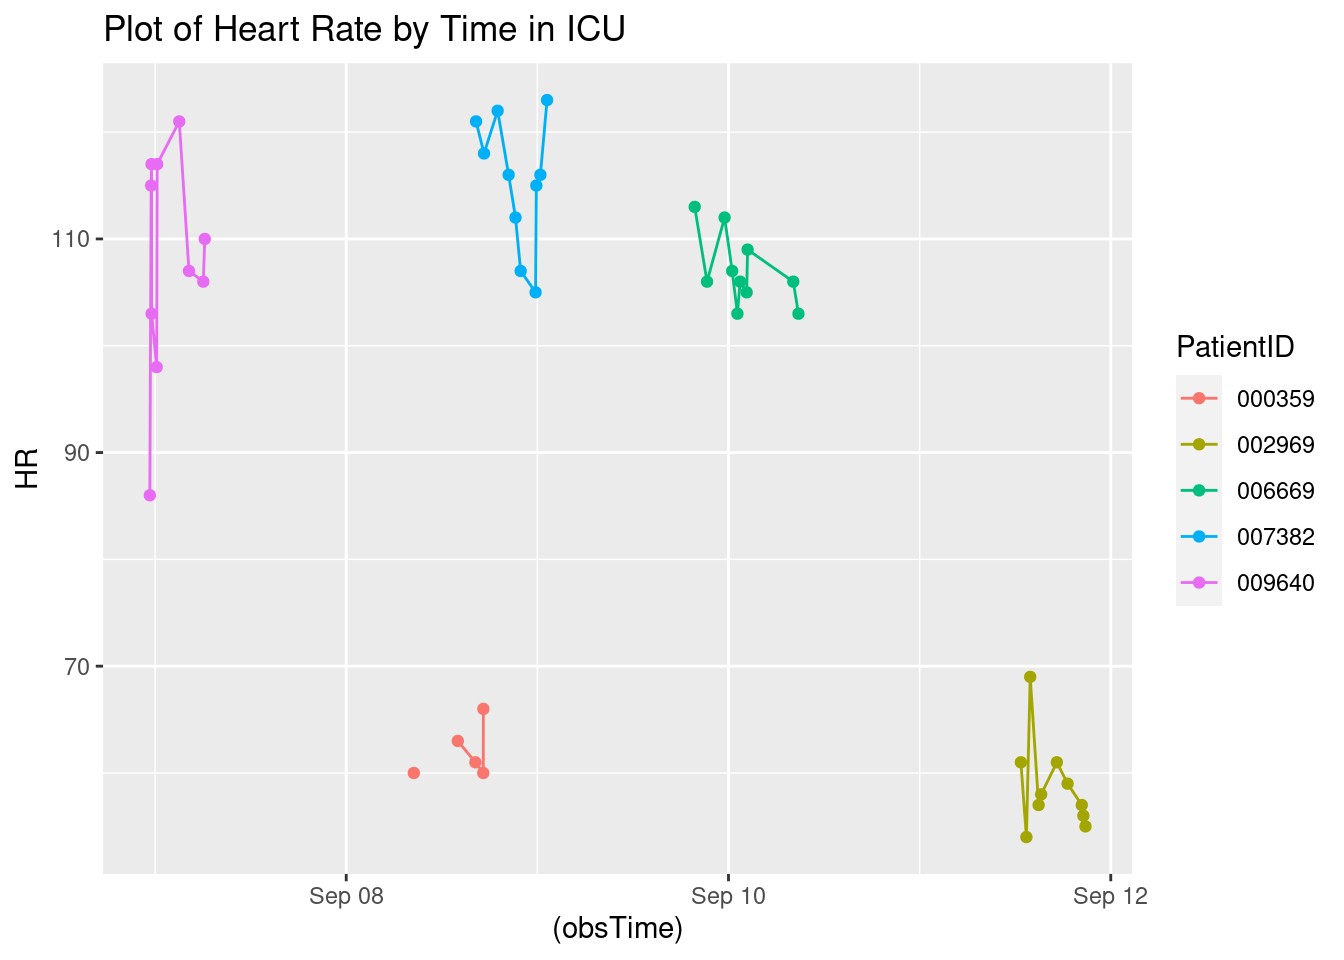 Plot of Heart Rate by Time in ICU
110
90
70
HR
Sep 08
Sep 10
Sep 12
(obsTime)
PatientID
000359
002969
006669
007382
009640